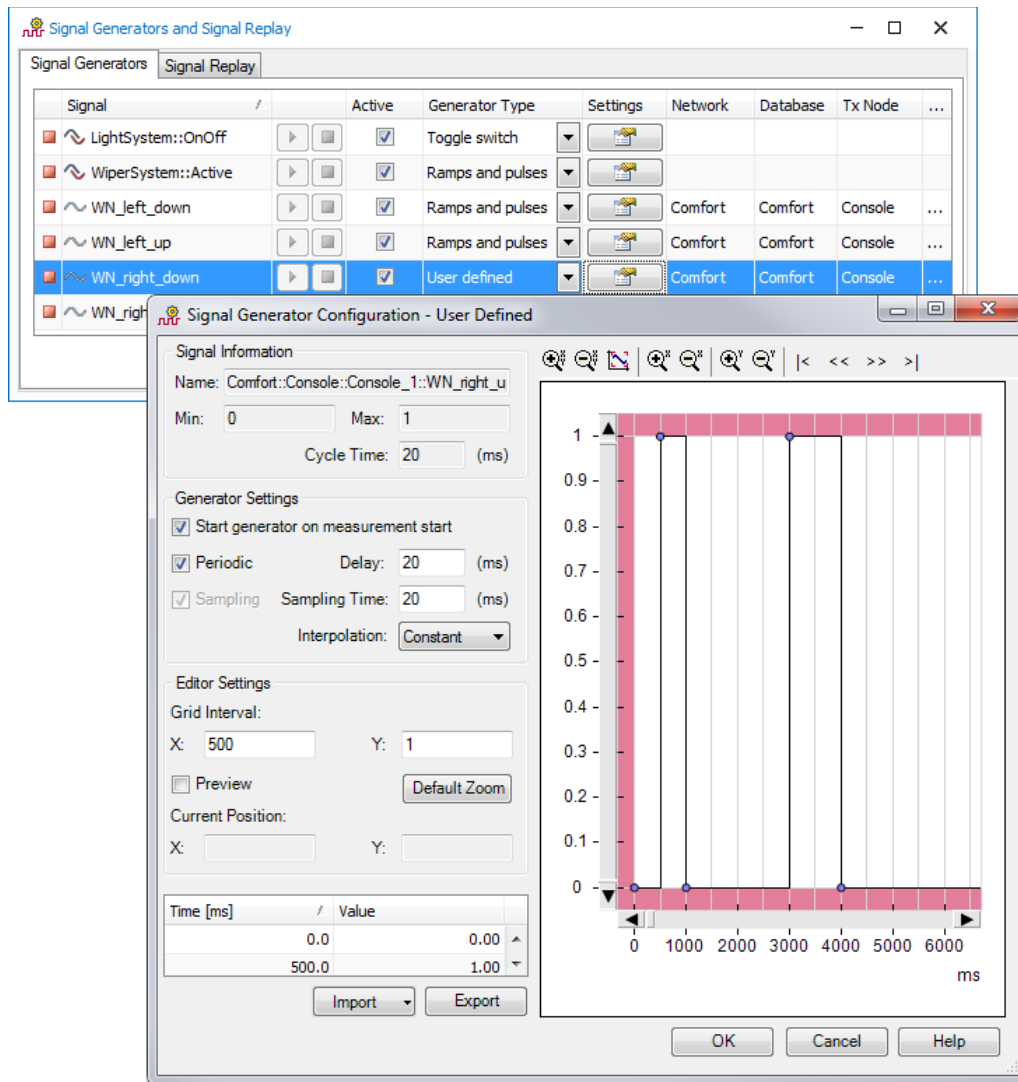 Signal Generators and Signal Replay
Signal Generators Signal Replay
Signal Active Generator Type Settings Network Database Tx Node ...
LightSystem::OnOff Toggle switch
WiperSystem::Active Ramps and pulses
WN_left_down Ramps and pulses Comfort Comfort Console ...
WN_left_up Ramps and pulses Comfort Comfort Console ...
WN_right_down User defined Comfort Comfort Console ...
WN_righ
Signal Generator Configuration - User Defined
Signal Information
Name: Comfort::Console::Console_1::WN_right_u
Min: 0 Max: 1
Cycle Time: 20 (ms)
Generator Settings
Start generator on measurement start
Periodic Delay: 20 (ms)
Sampling Sampling Time: 20 (ms)
Interpolation: Constant
Editor Settings
Grid Interval:
X: 500 Y: 1
Preview Default Zoom
Current Position:
X: Y:
Time [ms] Value
0.0 0.00
500.0 1.00
Import Export
|< << >> >|
1
0.9
0.8
0.7
0.6
0.5
0.4
0.3
0.2
0.1
0
0 1000 2000 3000 4000 5000 6000
ms
OK Cancel Help